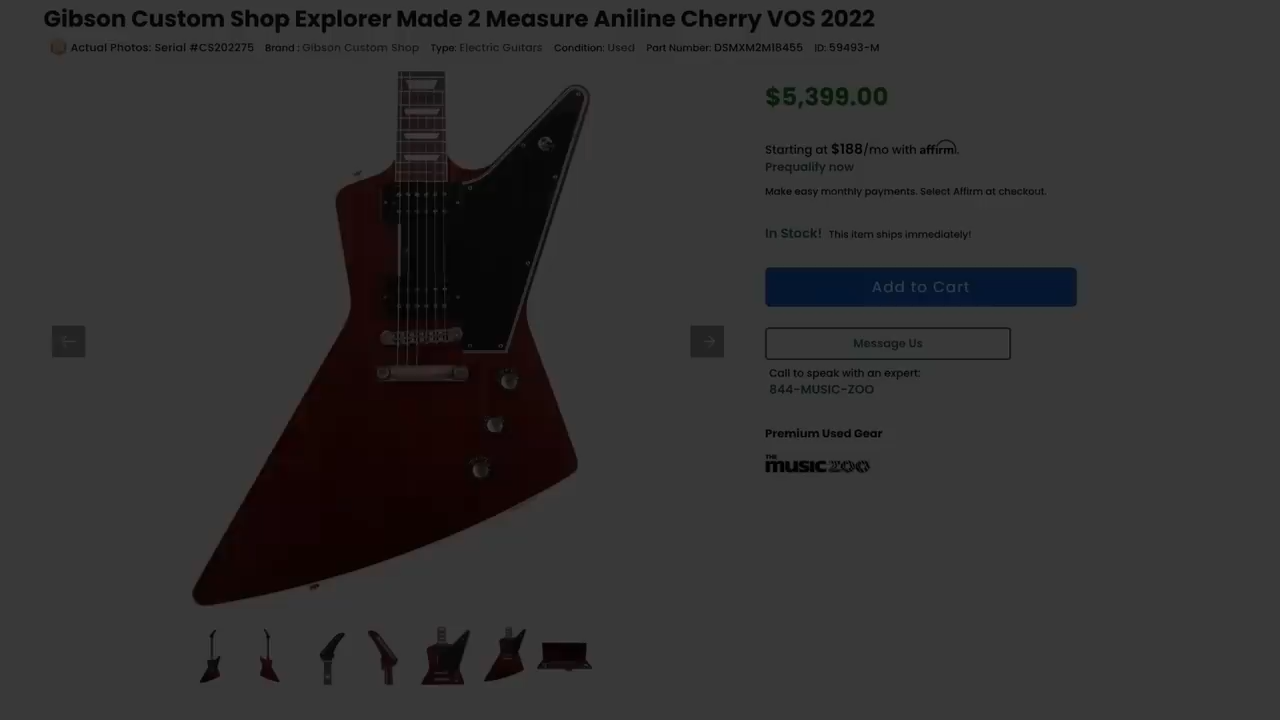 Gibson Custom Shop Explorer Made 2 Measure Aniline Cherry VOS 2022
Actual Photos: Serial #CS202275 Brand : Gibson Custom Shop Type: Electric Guitars Condition: Used Part Number: DSMXM2M18455 ID: 59493-M
$5,399.00
Starting at $188/mo with affirm.
Prequalify now
Make easy monthly payments. Select Affirm at checkout.
In Stock! This item ships immediately!
Add to Cart
Message Us
Call to speak with an expert:
844-MUSIC-ZOO
Premium Used Gear
THE
MUSIC ZOO